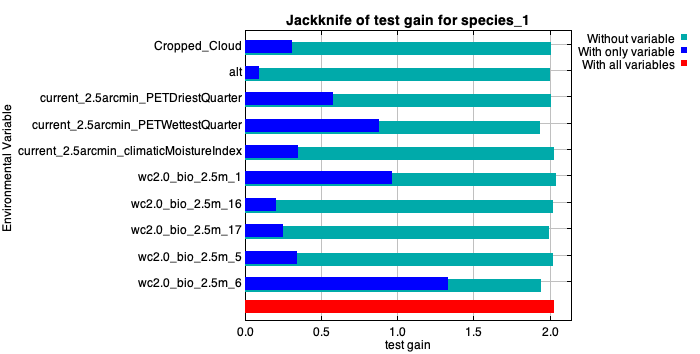 Jackknife of test gain for species_1
Without variable
With only variable
With all variables
Environmental Variable
Cropped_Cloud
alt
current_2.5arcmin_PETDriestQuarter
current_2.5arcmin_PETWettestQuarter
current_2.5arcmin_climaticMoistureIndex
wc2.0_bio_2.5m_1
wc2.0_bio_2.5m_16
wc2.0_bio_2.5m_17
wc2.0_bio_2.5m_5
wc2.0_bio_2.5m_6
0.0 0.5 1.0 1.5 2.0
test gain